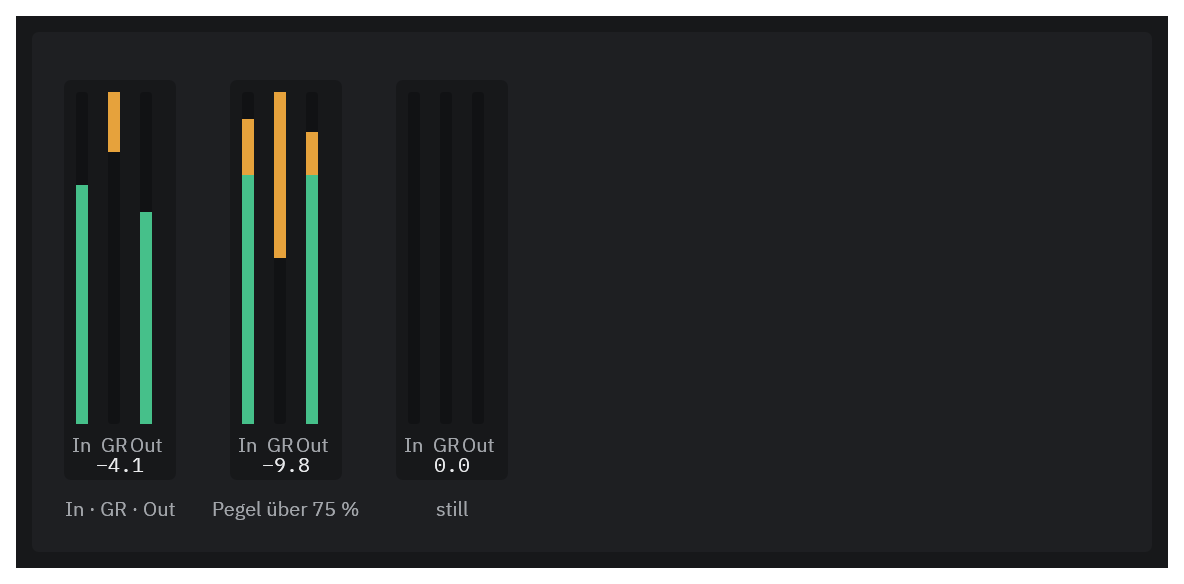 In GR Out
−4.1
In · GR · Out
In GR Out
−9.8
Pegel über 75 %
In GR Out
0.0
still